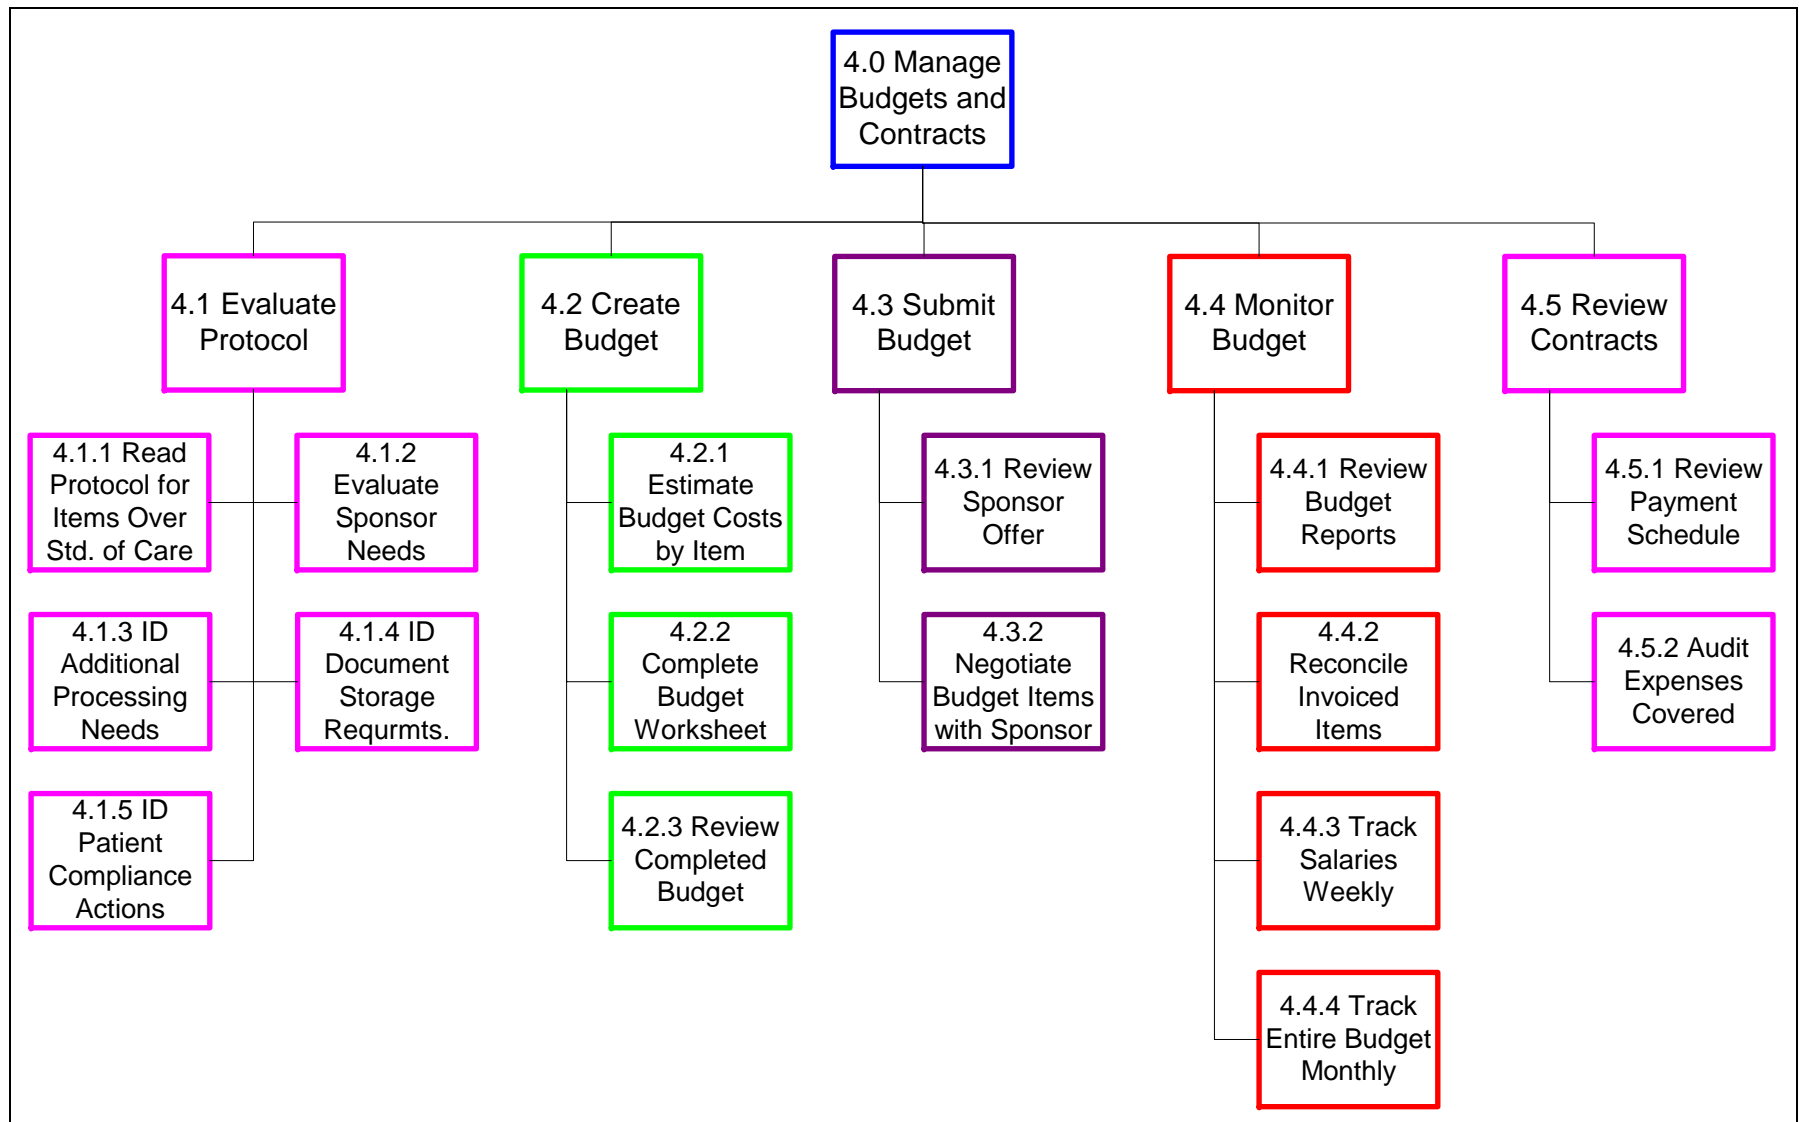 4.0 Manage
Budgets and
Contracts
4.1 Evaluate
Protocol
4.2 Create
Budget
4.3 Submit
Budget
4.4 Monitor
Budget
4.5 Review
Contracts
4.1.1 Read
Protocol for
Items Over
Std. of Care
4.1.2
Evaluate
Sponsor
Needs
4.2.1
Estimate
Budget Costs
by Item
4.3.1 Review
Sponsor
Offer
4.4.1 Review
Budget
Reports
4.5.1 Review
Payment
Schedule
4.1.3 ID
Additional
Processing
Needs
4.1.4 ID
Document
Storage
Requrmts.
4.2.2
Complete
Budget
Worksheet
4.3.2
Negotiate
Budget Items
with Sponsor
4.4.2
Reconcile
Invoiced
Items
4.5.2 Audit
Expenses
Covered
4.1.5 ID
Patient
Compliance
Actions
4.2.3 Review
Completed
Budget
4.4.3 Track
Salaries
Weekly
4.4.4 Track
Entire Budget
Monthly